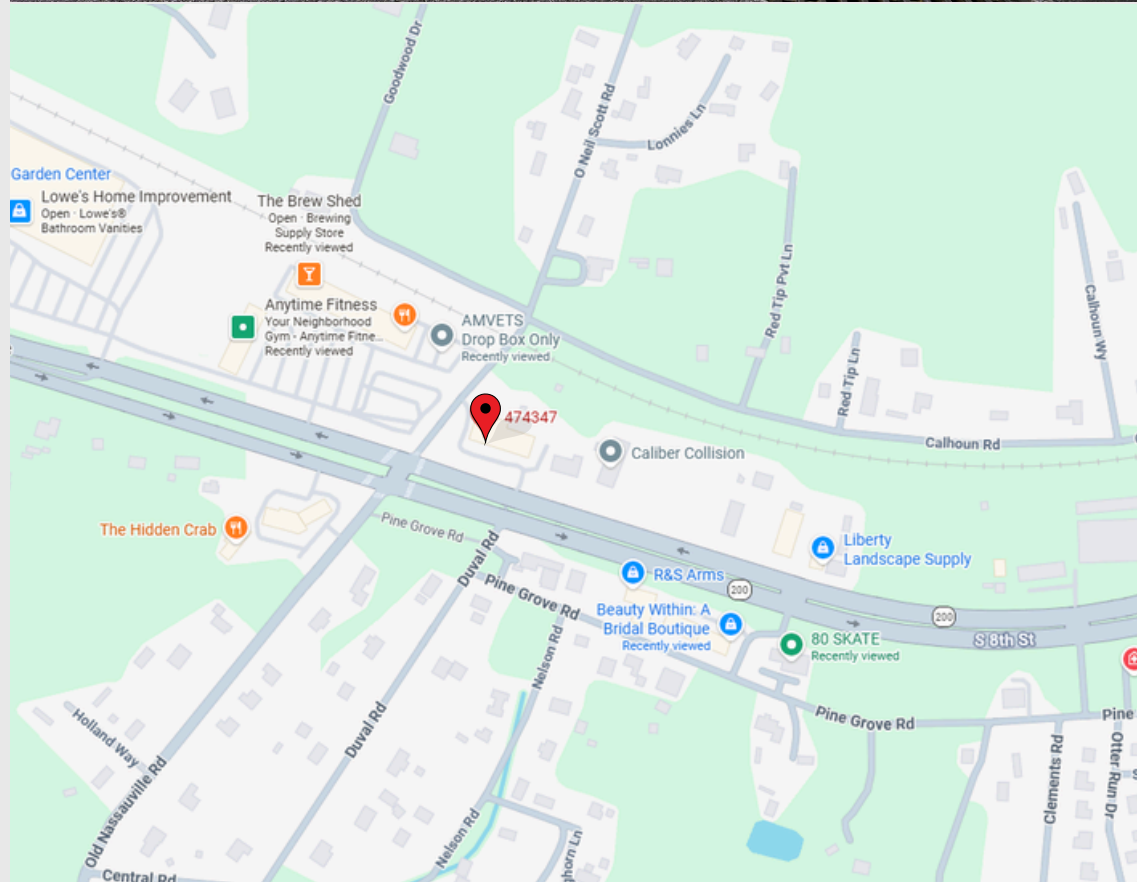 Goodwood Dr
O Neil Scott Rd
Lonnies Ln
Garden Center
Lowe's Home Improvement
Open · Lowe's®
Bathroom Vanities
The Brew Shed
Open · Brewing
Supply Store
Recently viewed
Red Tip Pvt Ln
Calhoun Wy
Anytime Fitness
Your Neighborhood
Gym - Anytime Fitne...
Recently viewed
AMVETS
Drop Box Only
Recently viewed
Red Tip Ln
474347
Calhoun Rd
Caliber Collision
The Hidden Crab
Pine Grove Rd
Duval Rd
Liberty
Landscape Supply
R&S Arms
Pine Grove Rd
200
Beauty Within: A
Bridal Boutique
Recently viewed
200
80 SKATE
Recently viewed
S 8th St
Nelson Rd
Holland Way
Duval Rd
Pine Grove Rd
Pine
Old Nassauville Rd
Clements Rd
Otter Run Dr
Nelson Rd
ghorn Ln
Central Rd